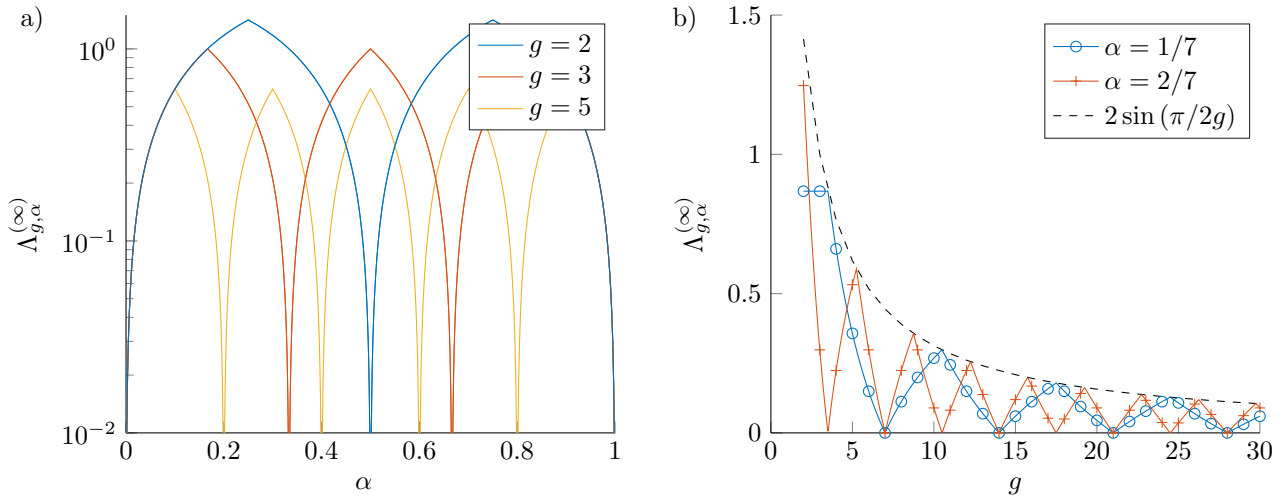 a)
10^0
10^{-1}
10^{-2}
Λ_{g,α}^{(∞)}
0
0.2
0.4
0.6
0.8
1
α
g = 2
g = 3
g = 5
b)
1.5
1
0.5
0
Λ_{g,α}^{(∞)}
0
5
10
15
20
25
30
g
α = 1/7
α = 2/7
2 sin (π/2g)